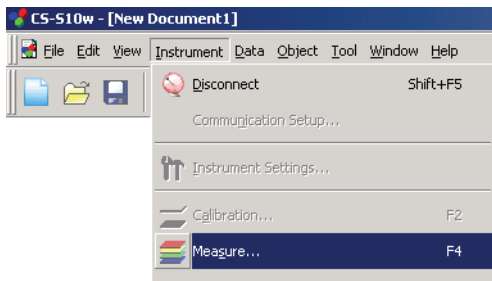 CS-S10w - [New Document1]
File Edit View Instrument Data Object Tool Window Help
Disconnect Shift+F5
Communication Setup...
Instrument Settings...
Calibration... F2
Measure... F4